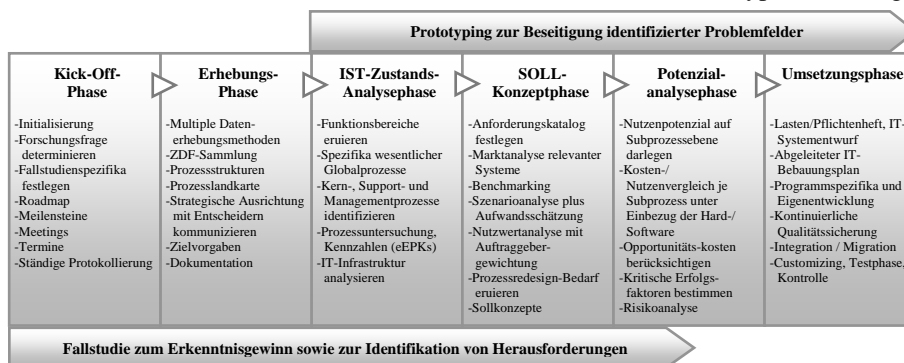 Prototyping zur Beseitigung identifizierter Problemfelder
Kick-Off-
Phase
-Initialisierung
-Forschungsfrage
determinieren
-Fallstudienspezifika
festlegen
-Roadmap
-Meilensteine
-Meetings
-Termine
-Ständige Protokollierung
Erhebungs-
Phase
-Multiple Daten-
erhebungsmethoden
-ZDF-Sammlung
-Prozessstrukturen
-Prozesslandkarte
-Strategische Ausrichtung
mit Entscheidern
kommunizieren
-Zielvorgaben
-Dokumentation
IST-Zustands-
Analysephase
-Funktionsbereiche
eruieren
-Spezifika wesentlicher
Globalprozesse
-Kern-, Support- und
Managementprozesse
identifizieren
-Prozessuntersuchung,
Kennzahlen (eEPKs)
-IT-Infrastruktur
analysieren
SOLL-
Konzeptphase
-Anforderungskatalog
festlegen
-Marktanalyse relevanter
Systeme
-Benchmarking
-Szenarioanalyse plus
Aufwandsschätzung
-Nutzwertanalyse mit
Auftraggeber-
gewichtung
-Prozessredesign-Bedarf
eruieren
-Sollkonzepte
Potenzial-
analysephase
-Nutzenpotenzial auf
Subprozessebene
darlegen
-Kosten-/
Nutzenvergleich je
Subprozess unter
Einbezug der Hard-/
Software
-Opportunitäts-kosten
berücksichtigen
-Kritische Erfolgs-
faktoren bestimmen
-Risikoanalyse
Umsetzungsphase
-Lasten/Pflichtenheft, IT-
Systementwurf
-Abgeleiteter IT-
Bebauungsplan
-Programmspezifika und
Eigenentwicklung
-Kontinuierliche
Qualitätssicherung
-Integration / Migration
-Customizing, Testphase,
Kontrolle
Fallstudie zum Erkenntnisgewinn sowie zur Identifikation von Herausforderungen